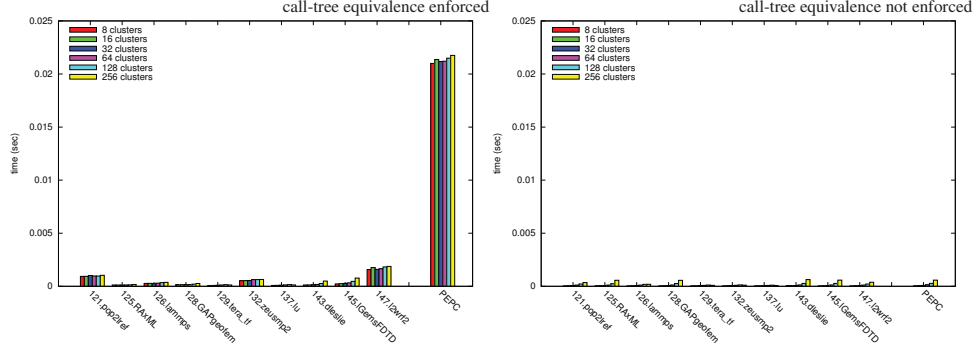 call-tree equivalence enforced
0.025
0.02
0.015
0.01
0.005
0
time (sec)
8 clusters
16 clusters
32 clusters
64 clusters
128 clusters
256 clusters
121.pop2lref
125.RAxML
126.lammps
128.GAPgeofem
129.tera_tf
132.zeusmp2
137.lu
143.dleslie
145.lGemsFDTD
147.l2wrf2
PEPC
call-tree equivalence not enforced
0.025
0.02
0.015
0.01
0.005
0
time (sec)
8 clusters
16 clusters
32 clusters
64 clusters
128 clusters
256 clusters
121.pop2lref
125.RAxML
126.lammps
128.GAPgeofem
129.tera_tf
132.zeusmp2
137.lu
143.dleslie
145.lGemsFDTD
147.l2wrf2
PEPC